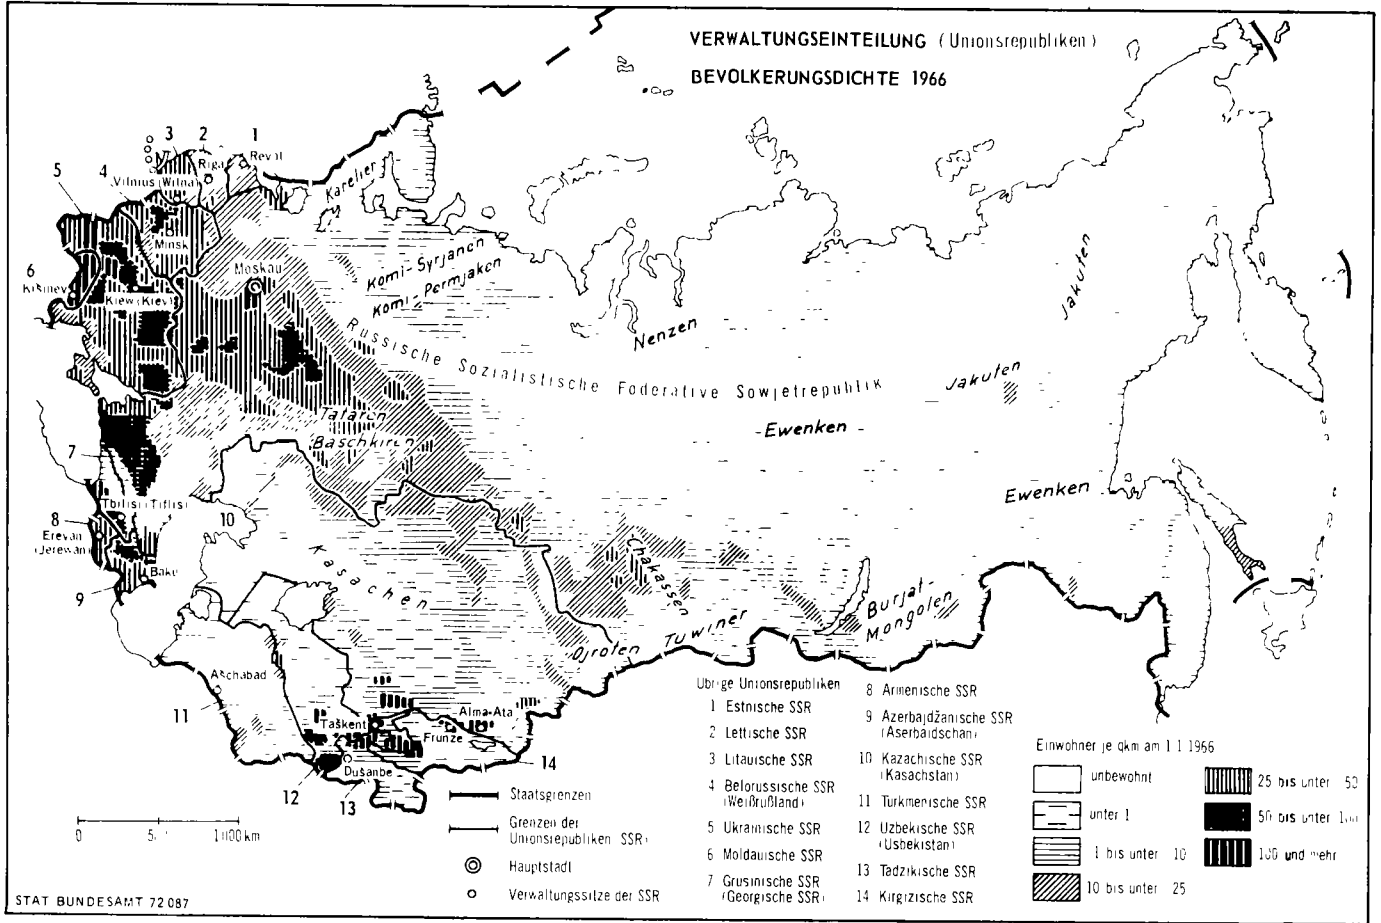 VERWALTUNGSEINTEILUNG (Unionsrepubliken)
BEVOLKERUNGSDICHTE 1966
3
2
1
Riga
Reval
5
4
Vilnius (Wilna)
Karelier
Minsk
6
Kišinev
Moskau
Kiew (Kiev)
Komi-Syrjanen
Komi-Permjaken
Nenzen
Jakuten
Russische Sozialistische Föderative Sowjetrepublik
Jakuten
Tataren
Baschkiren
Ewenken
7
Ewenken
Tbilisi (Tiflis)
8
10
Erevan
(Jerewan)
Baku
Kasachen
Chakassen
9
Burjat-
Mongolen
Tuwiner
Ojroten
Aschabad
11
Taškent
Alma-Ata
Frunze
Dušanbe
12
13
14
0 500 1000 km
Staatsgrenzen
Grenzen der
Unionsrepubliken SSR)
Hauptstadt
Verwaltungssitze der SSR
Übrige Unionsrepubliken
1 Estnische SSR
2 Lettische SSR
3 Litauische SSR
4 Belorussische SSR
(Weißrußland)
5 Ukrainische SSR
6 Moldauische SSR
7 Grusinische SSR
(Georgische SSR)
8 Armenische SSR
9 Azerbajdžanische SSR
(Aserbaidschan)
10 Kazachische SSR
(Kasachstan)
11 Turkmenische SSR
12 Uzbekische SSR
(Usbekistan)
13 Tadzikische SSR
14 Kirgizische SSR
Einwohner je qkm am 1 1 1966
unbewohnt
unter 1
1 bis unter 10
10 bis unter 25
25 bis unter 50
50 bis unter 100
100 und mehr
STAT BUNDESAMT 72 087